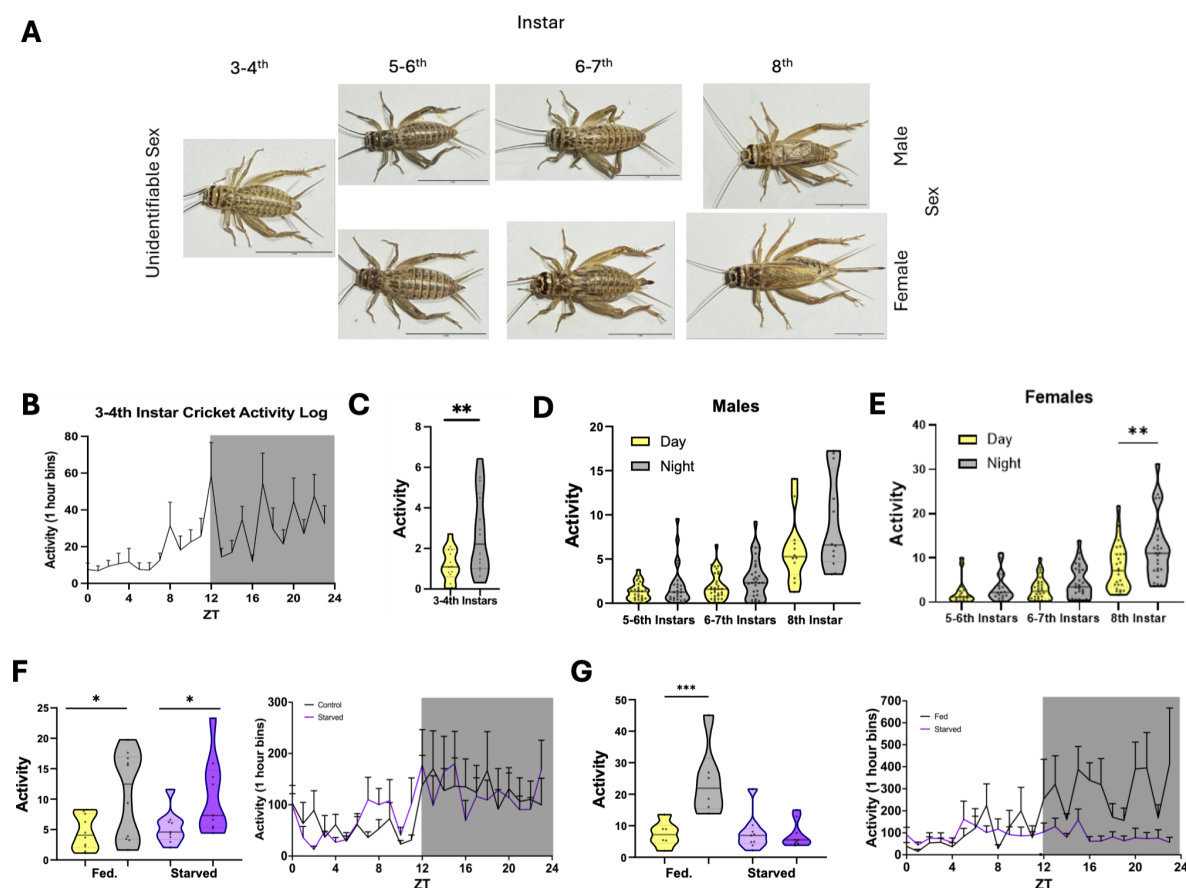 A
Instar
3-4th
5-6th
6-7th
8th
Unidentifiable Sex
Male
Female
Sex
B
3-4th Instar Cricket Activity Log
Activity (1 hour bins)
80
60
40
20
0
0 4 8 12 16 20 24
ZT
C
**
Activity
8
6
4
2
0
3-4th Instars
D
Males
Activity
20
15
10
5
0
Day
Night
5-6th Instars 6-7th Instars 8th Instar
E
Females
Activity
40
30
20
10
0
Day
Night
**
5-6th Instars 6-7th Instars 8th Instar
F
Activity
25
20
15
10
5
0
* *
Fed. Starved
Activity (1 hour bins)
300
200
100
0
Control
Starved
0 4 8 12 16 20 24
ZT
G
Activity
50
40
30
20
10
0
***
Fed. Starved
Activity (1 hour bins)
700
600
500
400
300
200
100
0
Fed
Starved
0 4 8 12 16 20 24
ZT